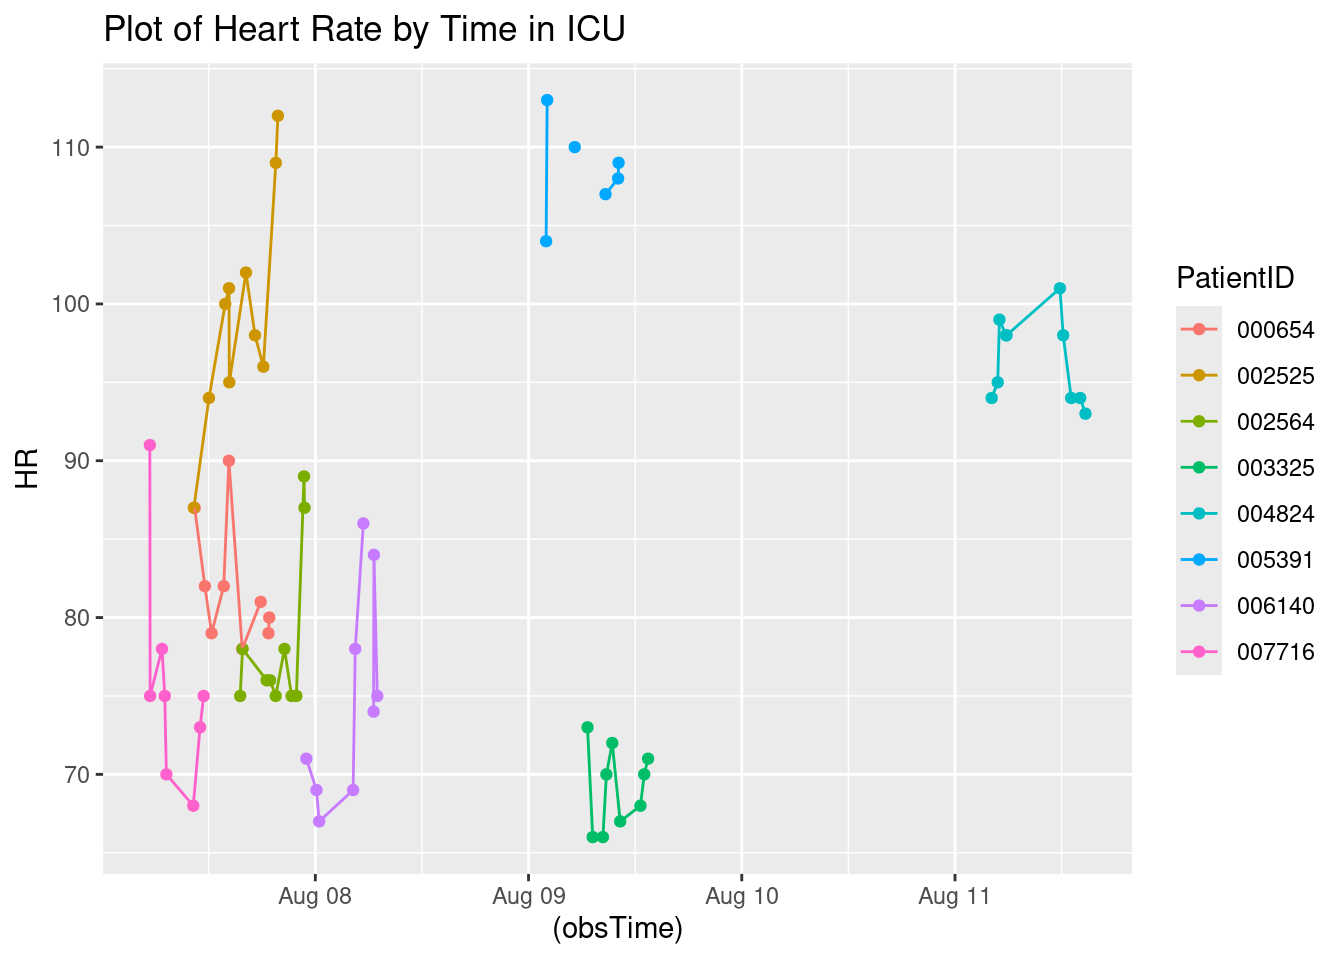 Plot of Heart Rate by Time in ICU
HR
110
100
90
80
70
Aug 08
Aug 09
Aug 10
Aug 11
(obsTime)
PatientID
000654
002525
002564
003325
004824
005391
006140
007716